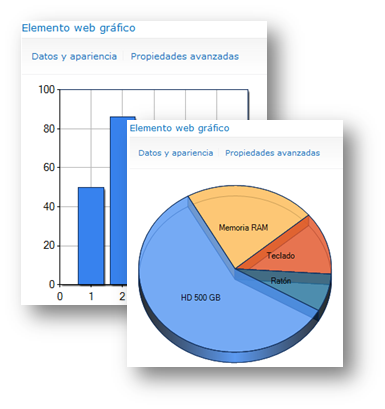 Elemento web gráfico
Datos y apariencia Propiedades avanzadas
100
80
60
40
20
0
0 1 2
Elemento web gráfico
Datos y apariencia Propiedades avanzadas
Memoria RAM
Teclado
Ratón
HD 500 GB